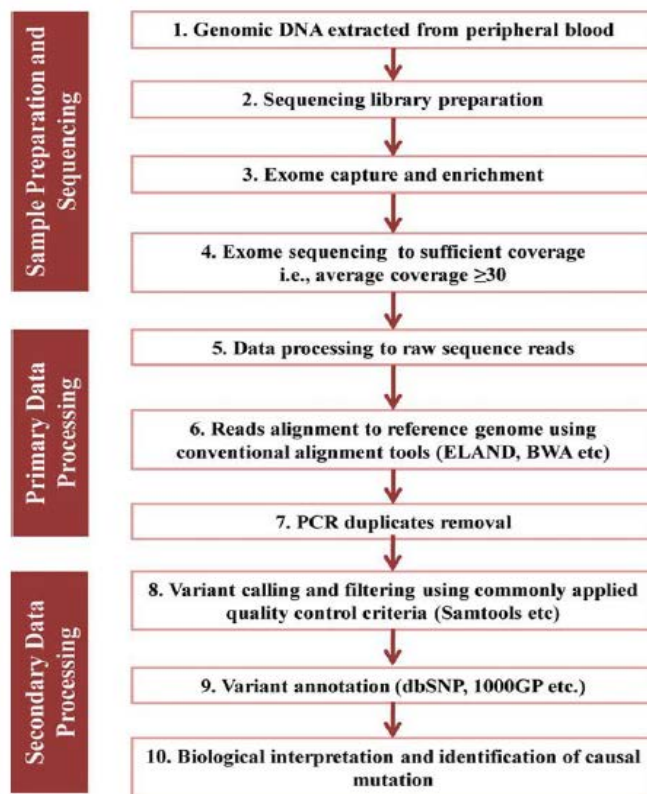 Sample Preparation and
Sequencing
1. Genomic DNA extracted from peripheral blood
2. Sequencing library preparation
3. Exome capture and enrichment
4. Exome sequencing to sufficient coverage
i.e., average coverage ≥30
Primary Data
Processing
5. Data processing to raw sequence reads
6. Reads alignment to reference genome using
conventional alignment tools (ELAND, BWA etc)
7. PCR duplicates removal
Secondary Data
Processing
8. Variant calling and filtering using commonly applied
quality control criteria (Samtools etc)
9. Variant annotation (dbSNP, 1000GP etc.)
10. Biological interpretation and identification of causal
mutation